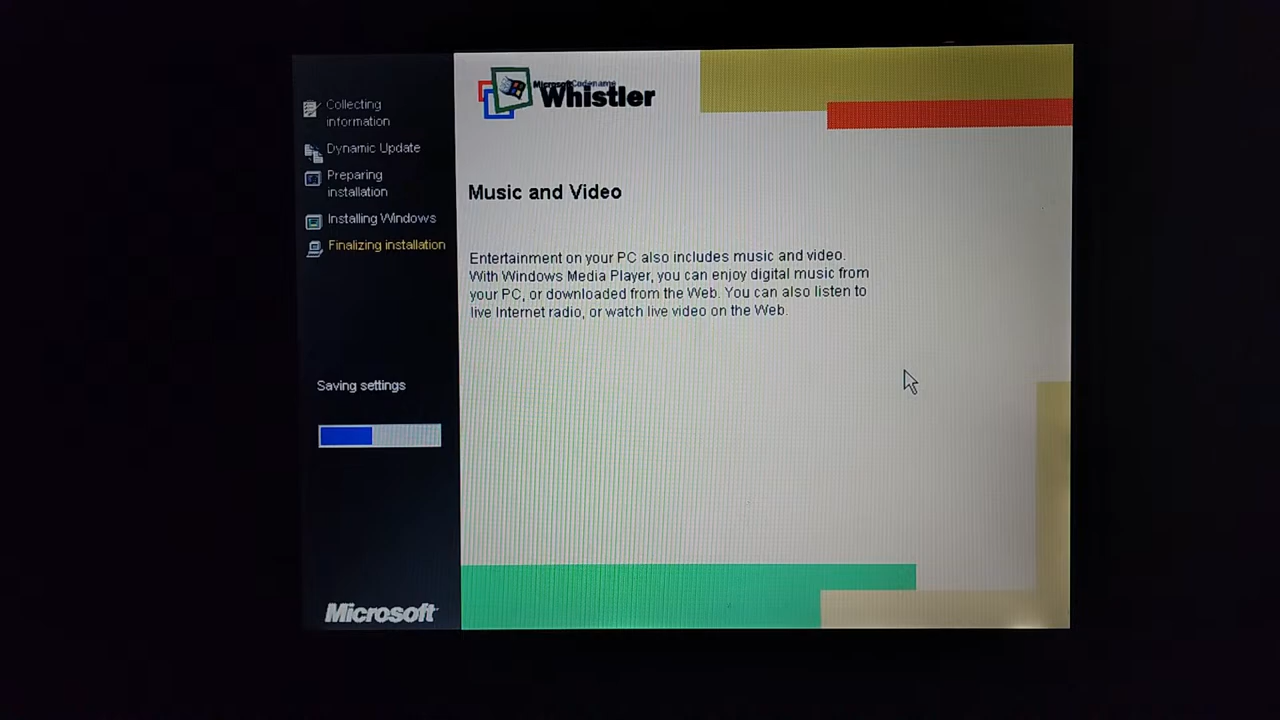 Collecting
information
Dynamic Update
Preparing
installation
Installing Windows
Finalizing installation
Saving settings
Microsoft
Microsoft Codename
Whistler
Music and Video
Entertainment on your PC also includes music and video.
With Windows Media Player, you can enjoy digital music from
your PC, or downloaded from the Web. You can also listen to
live Internet radio, or watch live video on the Web.